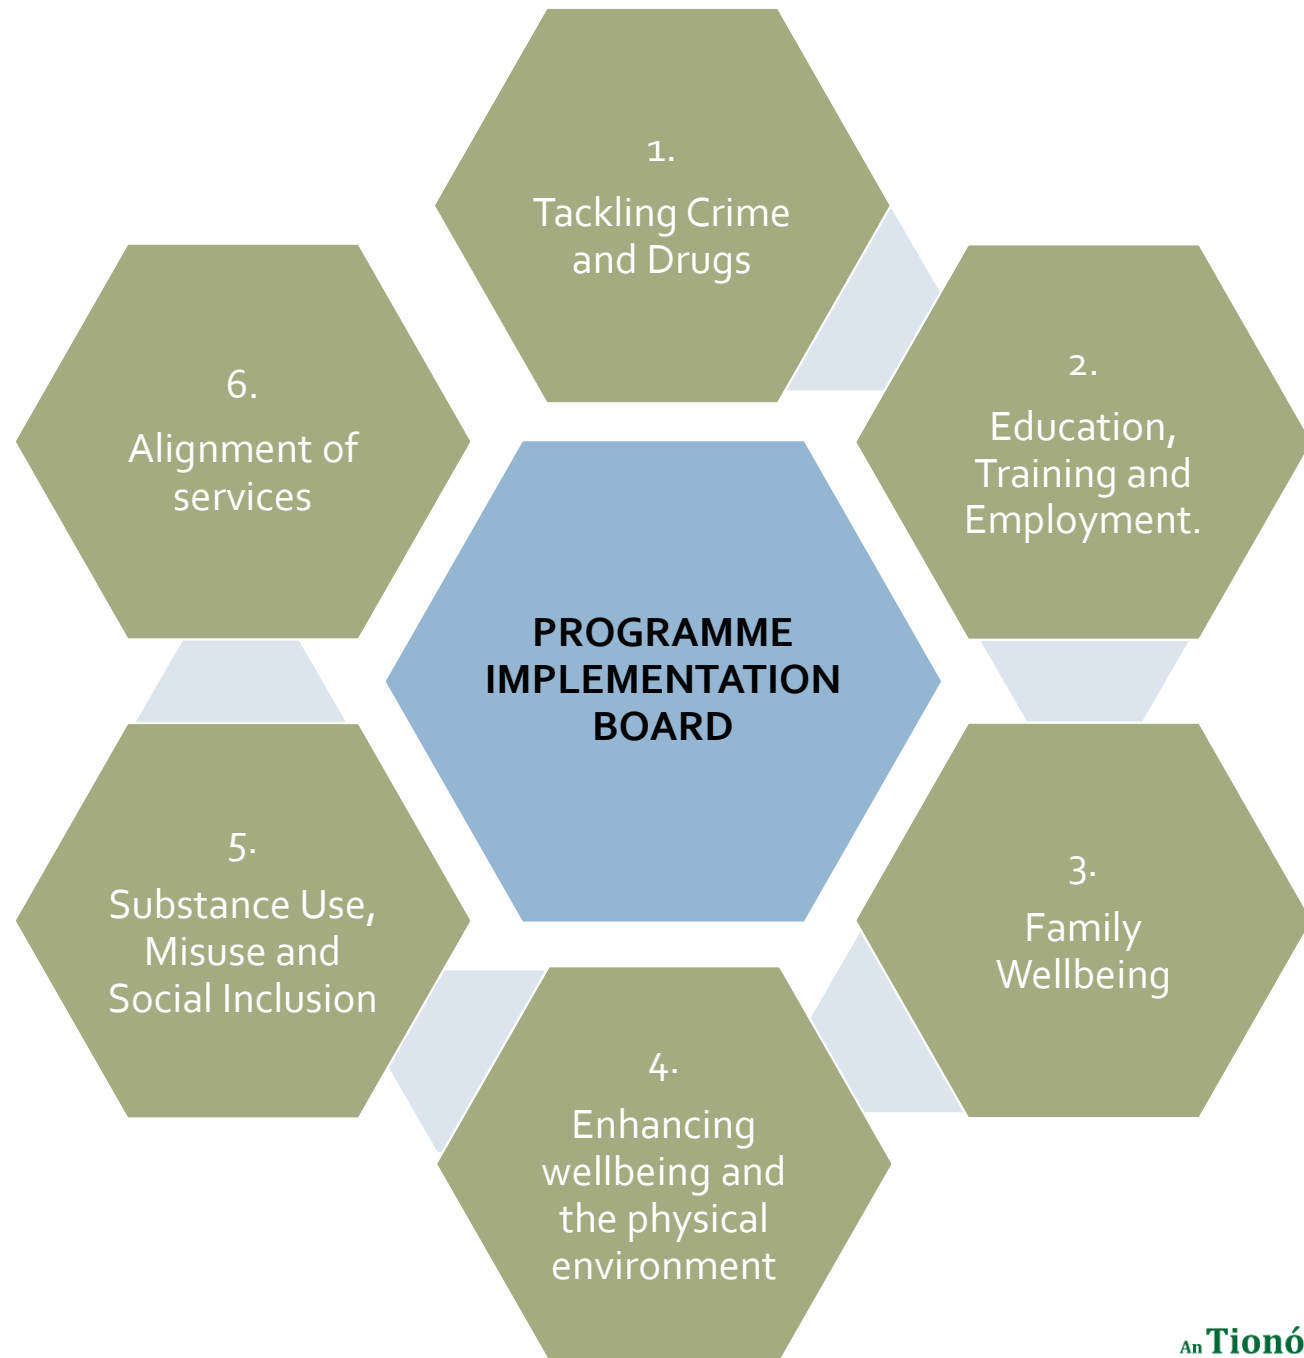 1.
Tackling Crime
and Drugs
2.
Education,
Training and
Employment.
3.
Family
Wellbeing
4.
Enhancing
wellbeing and
the physical
environment
5.
Substance Use,
Misuse and
Social Inclusion
6.
Alignment of
services
PROGRAMME
IMPLEMENTATION
BOARD
An Tionó